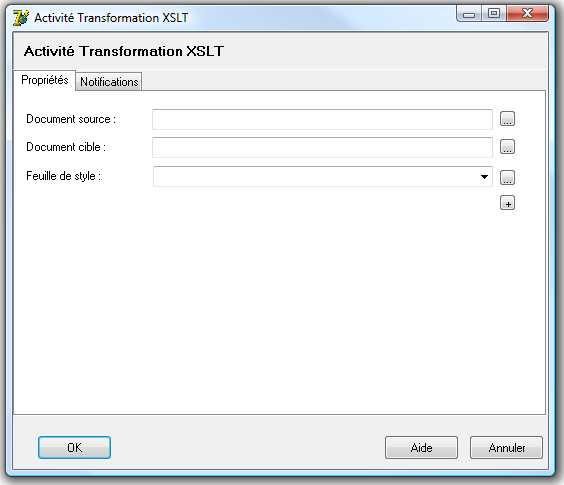 Activité Transformation XSLT
Activité Transformation XSLT
Propriétés Notifications
Document source : ...
Document cible : ...
Feuille de style : ...
+
OK Aide Annuler